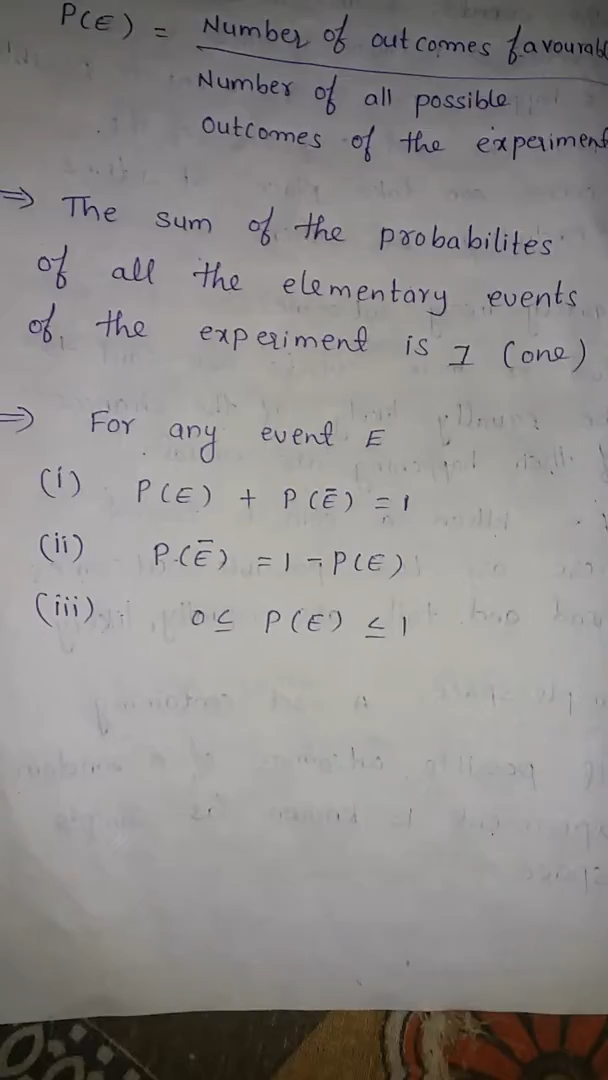 P(E) = Number of outcomes favourabl
Number of all possible
outcomes of the experiment
⇒ The sum of the probabilites
of all the elementary events
of the experiment is 1 (one)
⇒ For any event E
(i) P(E) + P(Ē) = 1
(ii) P(Ē) = 1 - P(E)
(iii) 0 ≤ P(E) ≤ 1